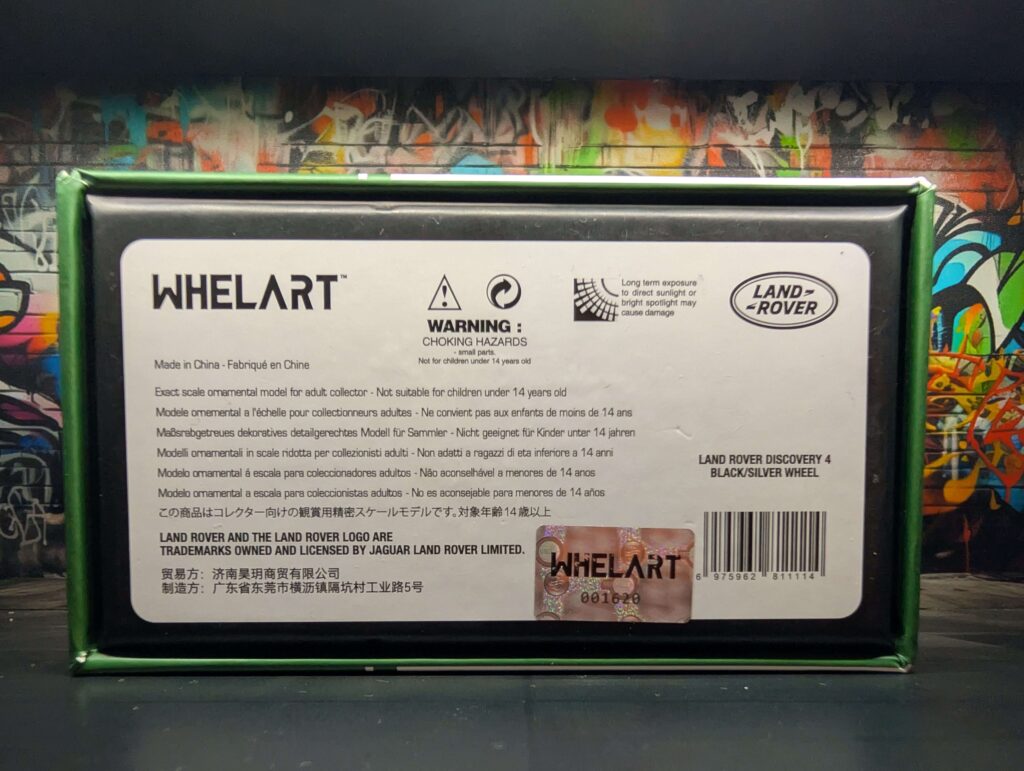 WHELART™
WARNING :
CHOKING HAZARDS
- small parts.
Not for children under 14 years old
Long term exposure
to direct sunlight or
bright spotlight may
cause damage
LAND
ROVER
Made in China - Fabriqué en Chine
Exact scale ornamental model for adult collector - Not suitable for children under 14 years old
Modele ornemental a l'échelle pour collectionneurs adultes - Ne convient pas aux enfants de moins de 14 ans
Maßsrabgetreues dekoratives detailgerechtes Modell für Sammler - Nicht geeignet für Kinder unter 14 jahren
Modelli ornamentali in scale ridotta per collezionisti adulti - Non adatti a ragazzi di eta inferiore a 14 anni
Modelo ornamental á escala para coleccionadores adultos - Não aconselhável a menores de 14 anos
Modelo ornamental a escala para coleccionistas adultos - No es aconsejable para menores de 14 años
この商品はコレクター向けの観賞用精密スケールモデルです。対象年齢14歳以上
LAND ROVER AND THE LAND ROVER LOGO ARE
TRADEMARKS OWNED AND LICENSED BY JAGUAR LAND ROVER LIMITED.
贸易方：济南昊玥商贸有限公司
制造方：广东省东莞市横沥镇隔坑村工业路5号
LAND ROVER DISCOVERY 4
BLACK/SILVER WHEEL
WHELART
001620
6 975962 811114